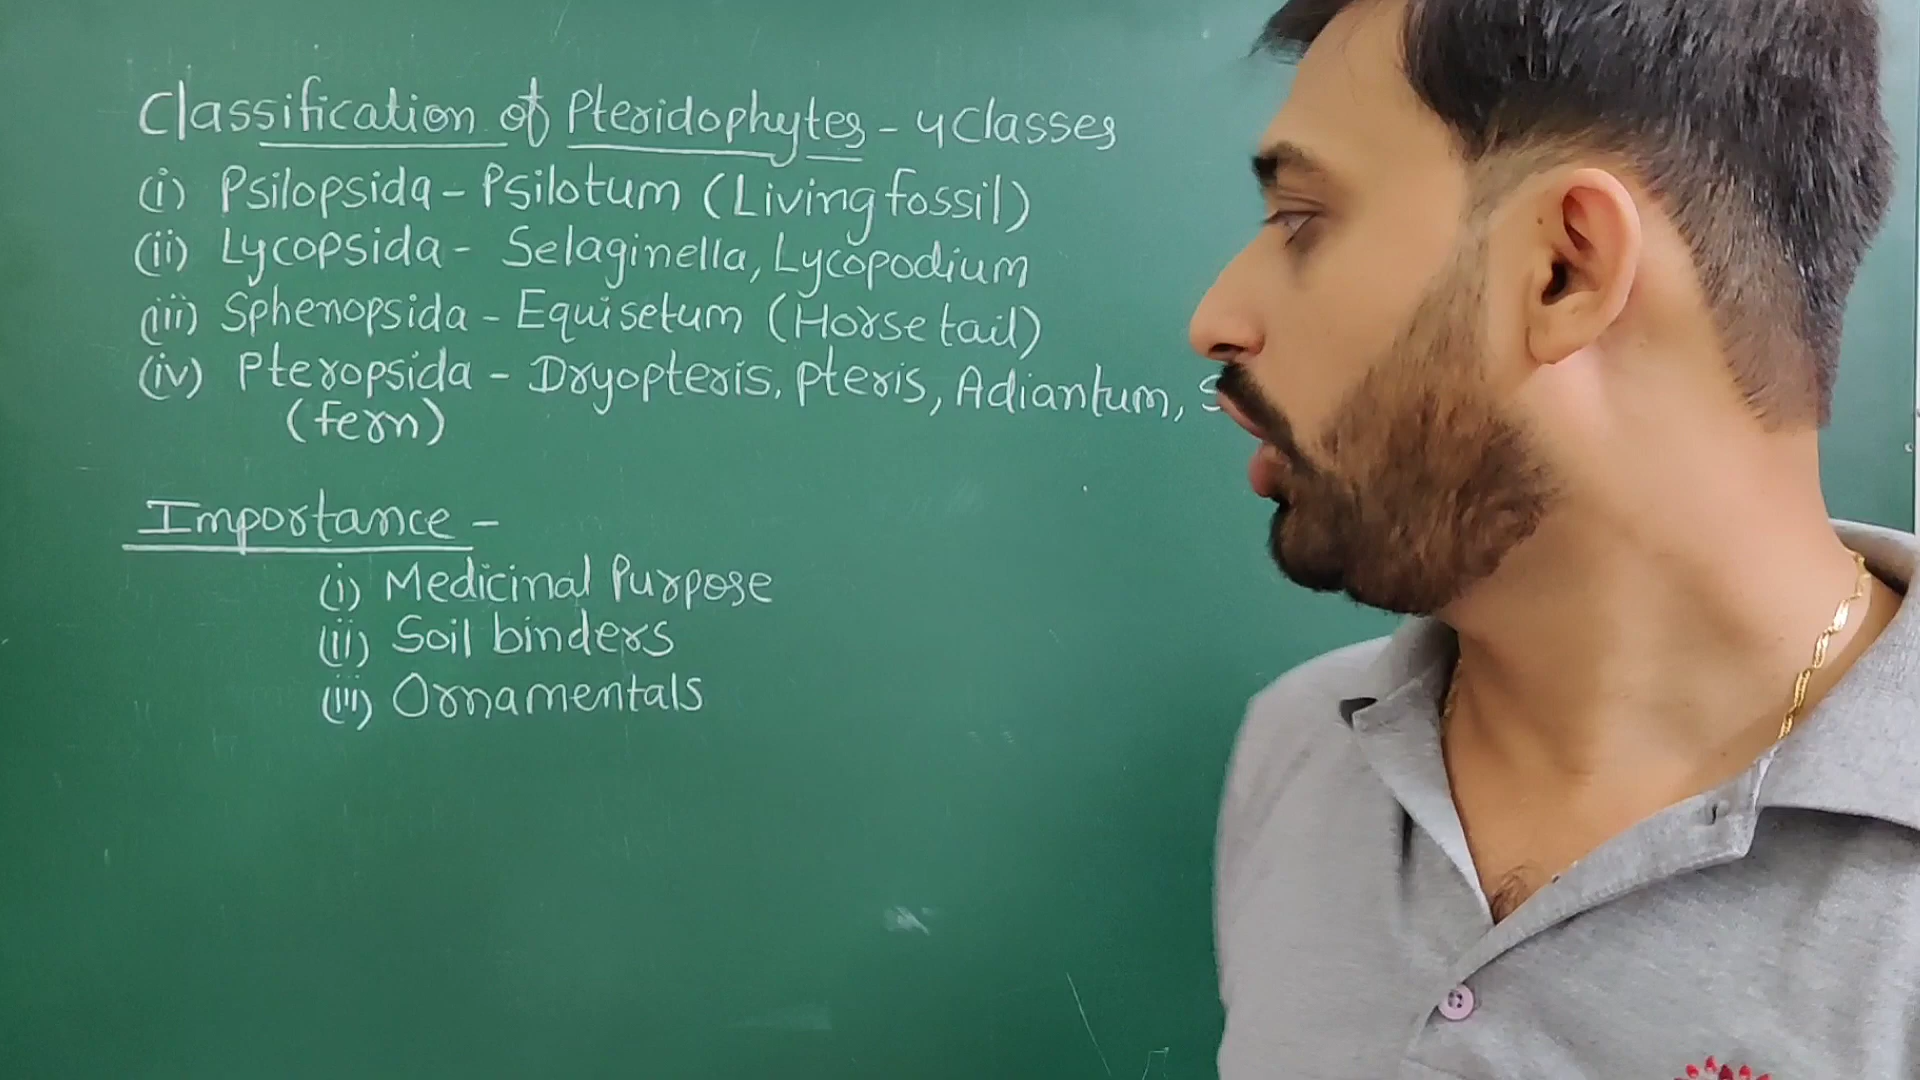 Classification of Pteridophytes - 4 Classes
(i) Psilopsida - Psilotum (Living fossil)
(ii) Lycopsida - Selaginella, Lycopodium
(iii) Sphenopsida - Equisetum (Horse tail)
(iv) Pteropsida - Dryopteris, Pteris, Adiantum,
(fern)
Importance -
(i) Medicinal Purpose
(ii) Soil binders
(iii) Ornamentals